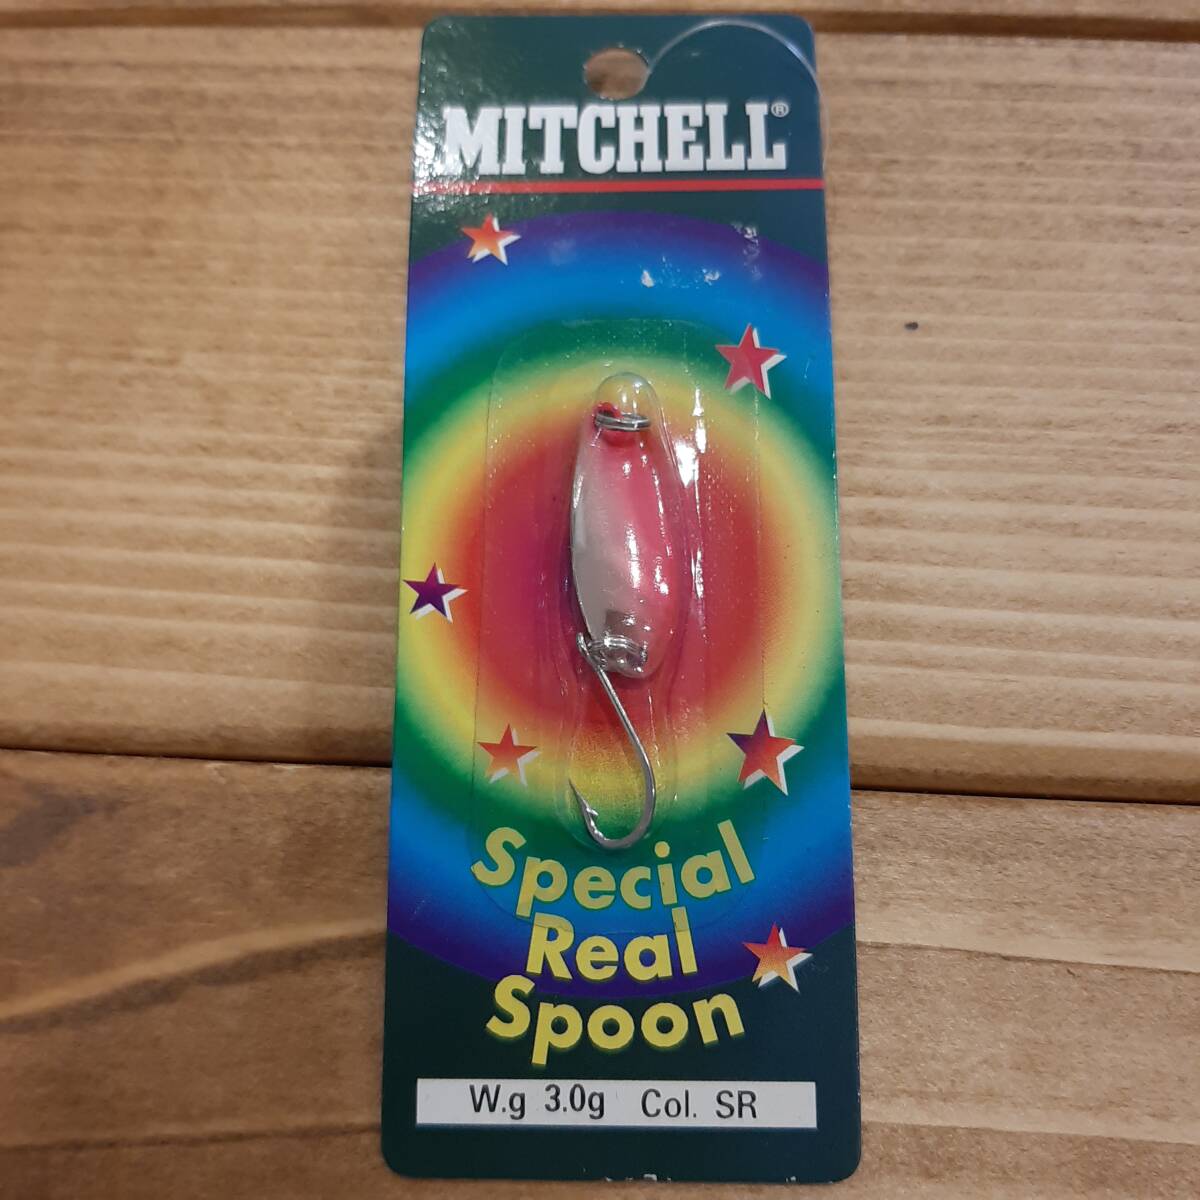 MITCHELL®
Special
Real
Spoon
W.g 3.0g Col. SR